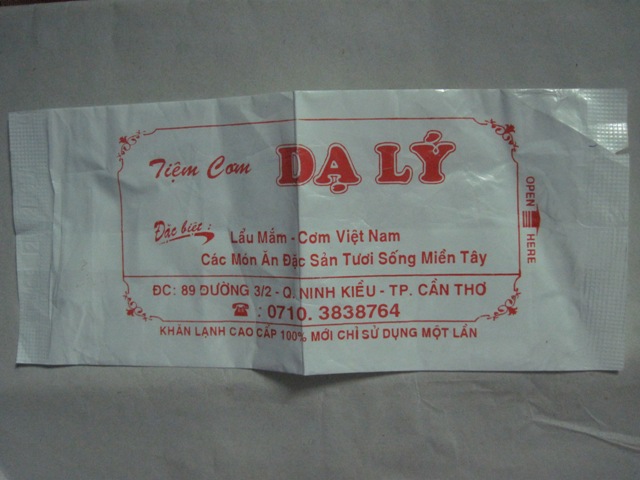 Tiệm Cơm DẠ LÝ
Đặc biệt: Lẩu Mắm - Cơm Việt Nam
Các Món Ăn Đặc Sản Tươi Sống Miền Tây
ĐC: 89 ĐƯỜNG 3/2 - Q. NINH KIỀU - TP. CẦN THƠ
☎ : 0710. 3838764
KHĂN LẠNH CAO CẤP 100% MỚI CHỈ SỬ DỤNG MỘT LẦN
OPEN HERE